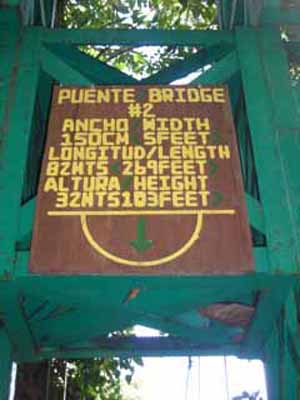 PUENTE BRIDGE
#2
ANCHO WIDTH
150CM 5FEET
LONGITUD/LENGTH
82MTS 269FEET
ALTURA HEIGHT
32MTS 103FEET